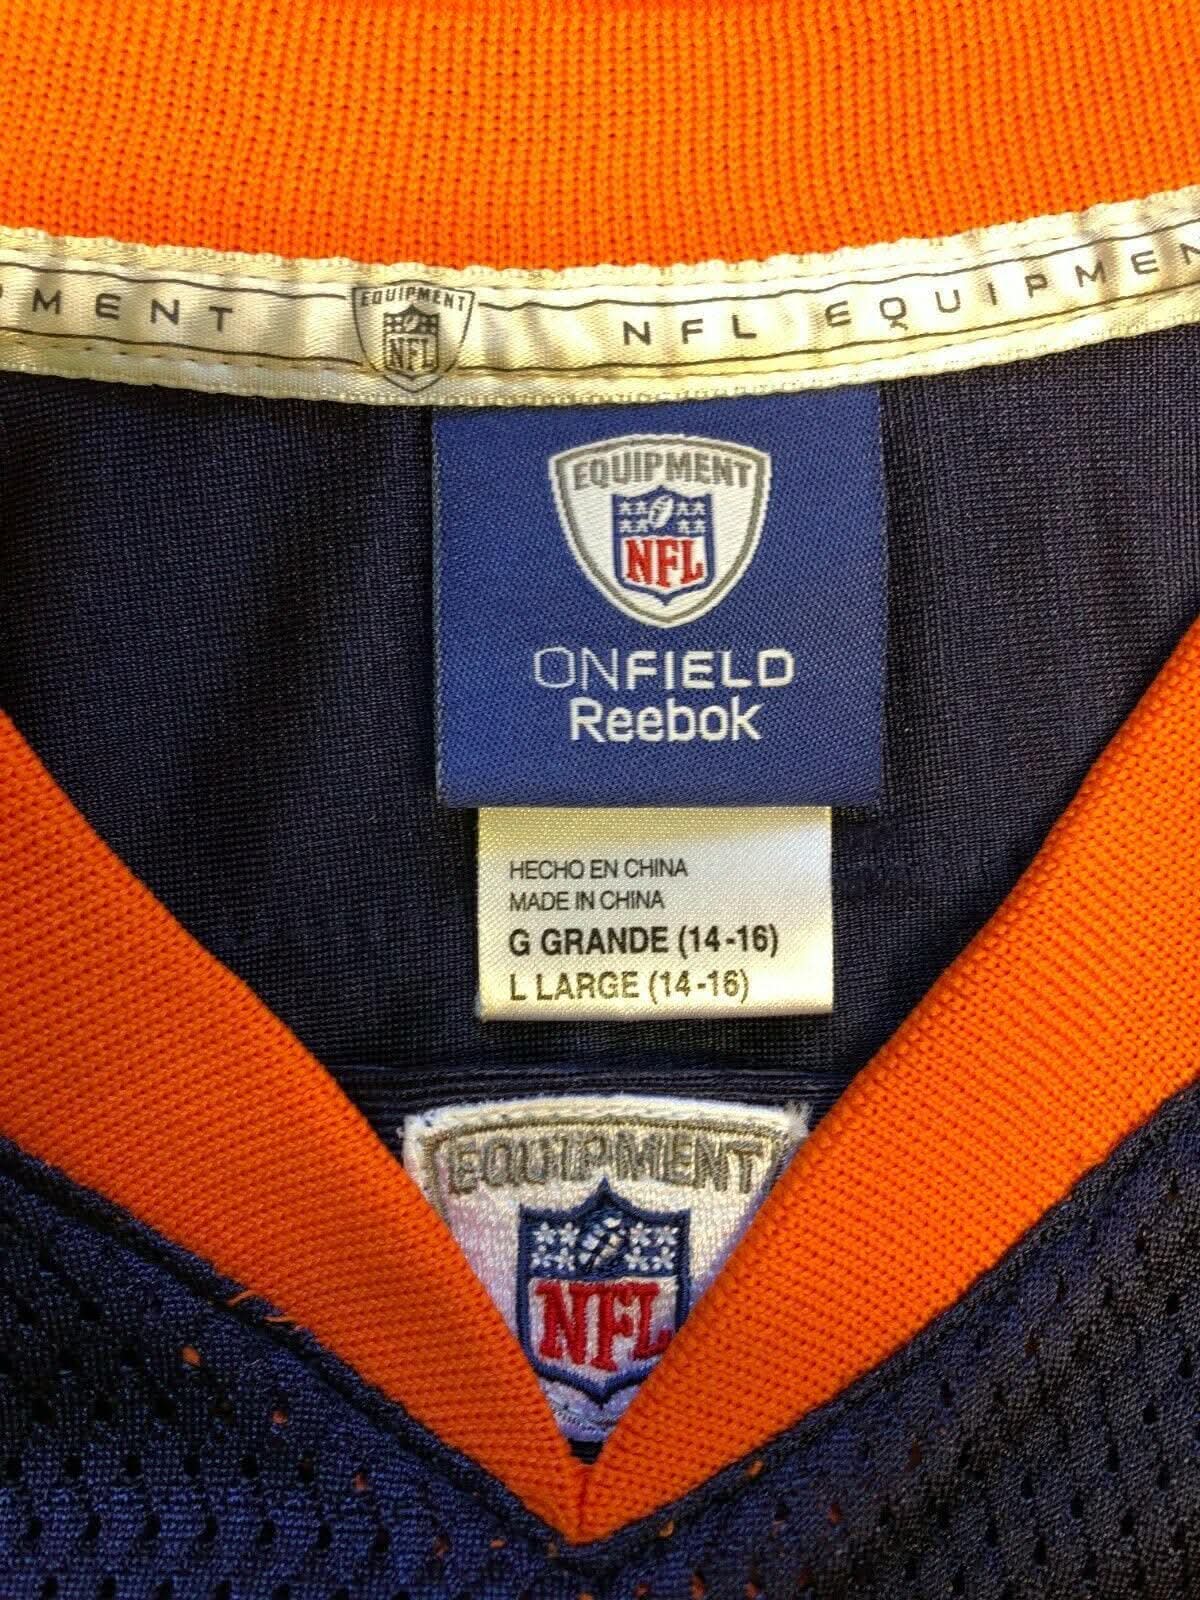 MENT
EQUIPMENT
NFL
NFL EQUIPMEN
EQUIPMENT
NFL
ONFIELD
Reebok
HECHO EN CHINA
MADE IN CHINA
G GRANDE (14-16)
L LARGE (14-16)
EQUIPMENT
NFL